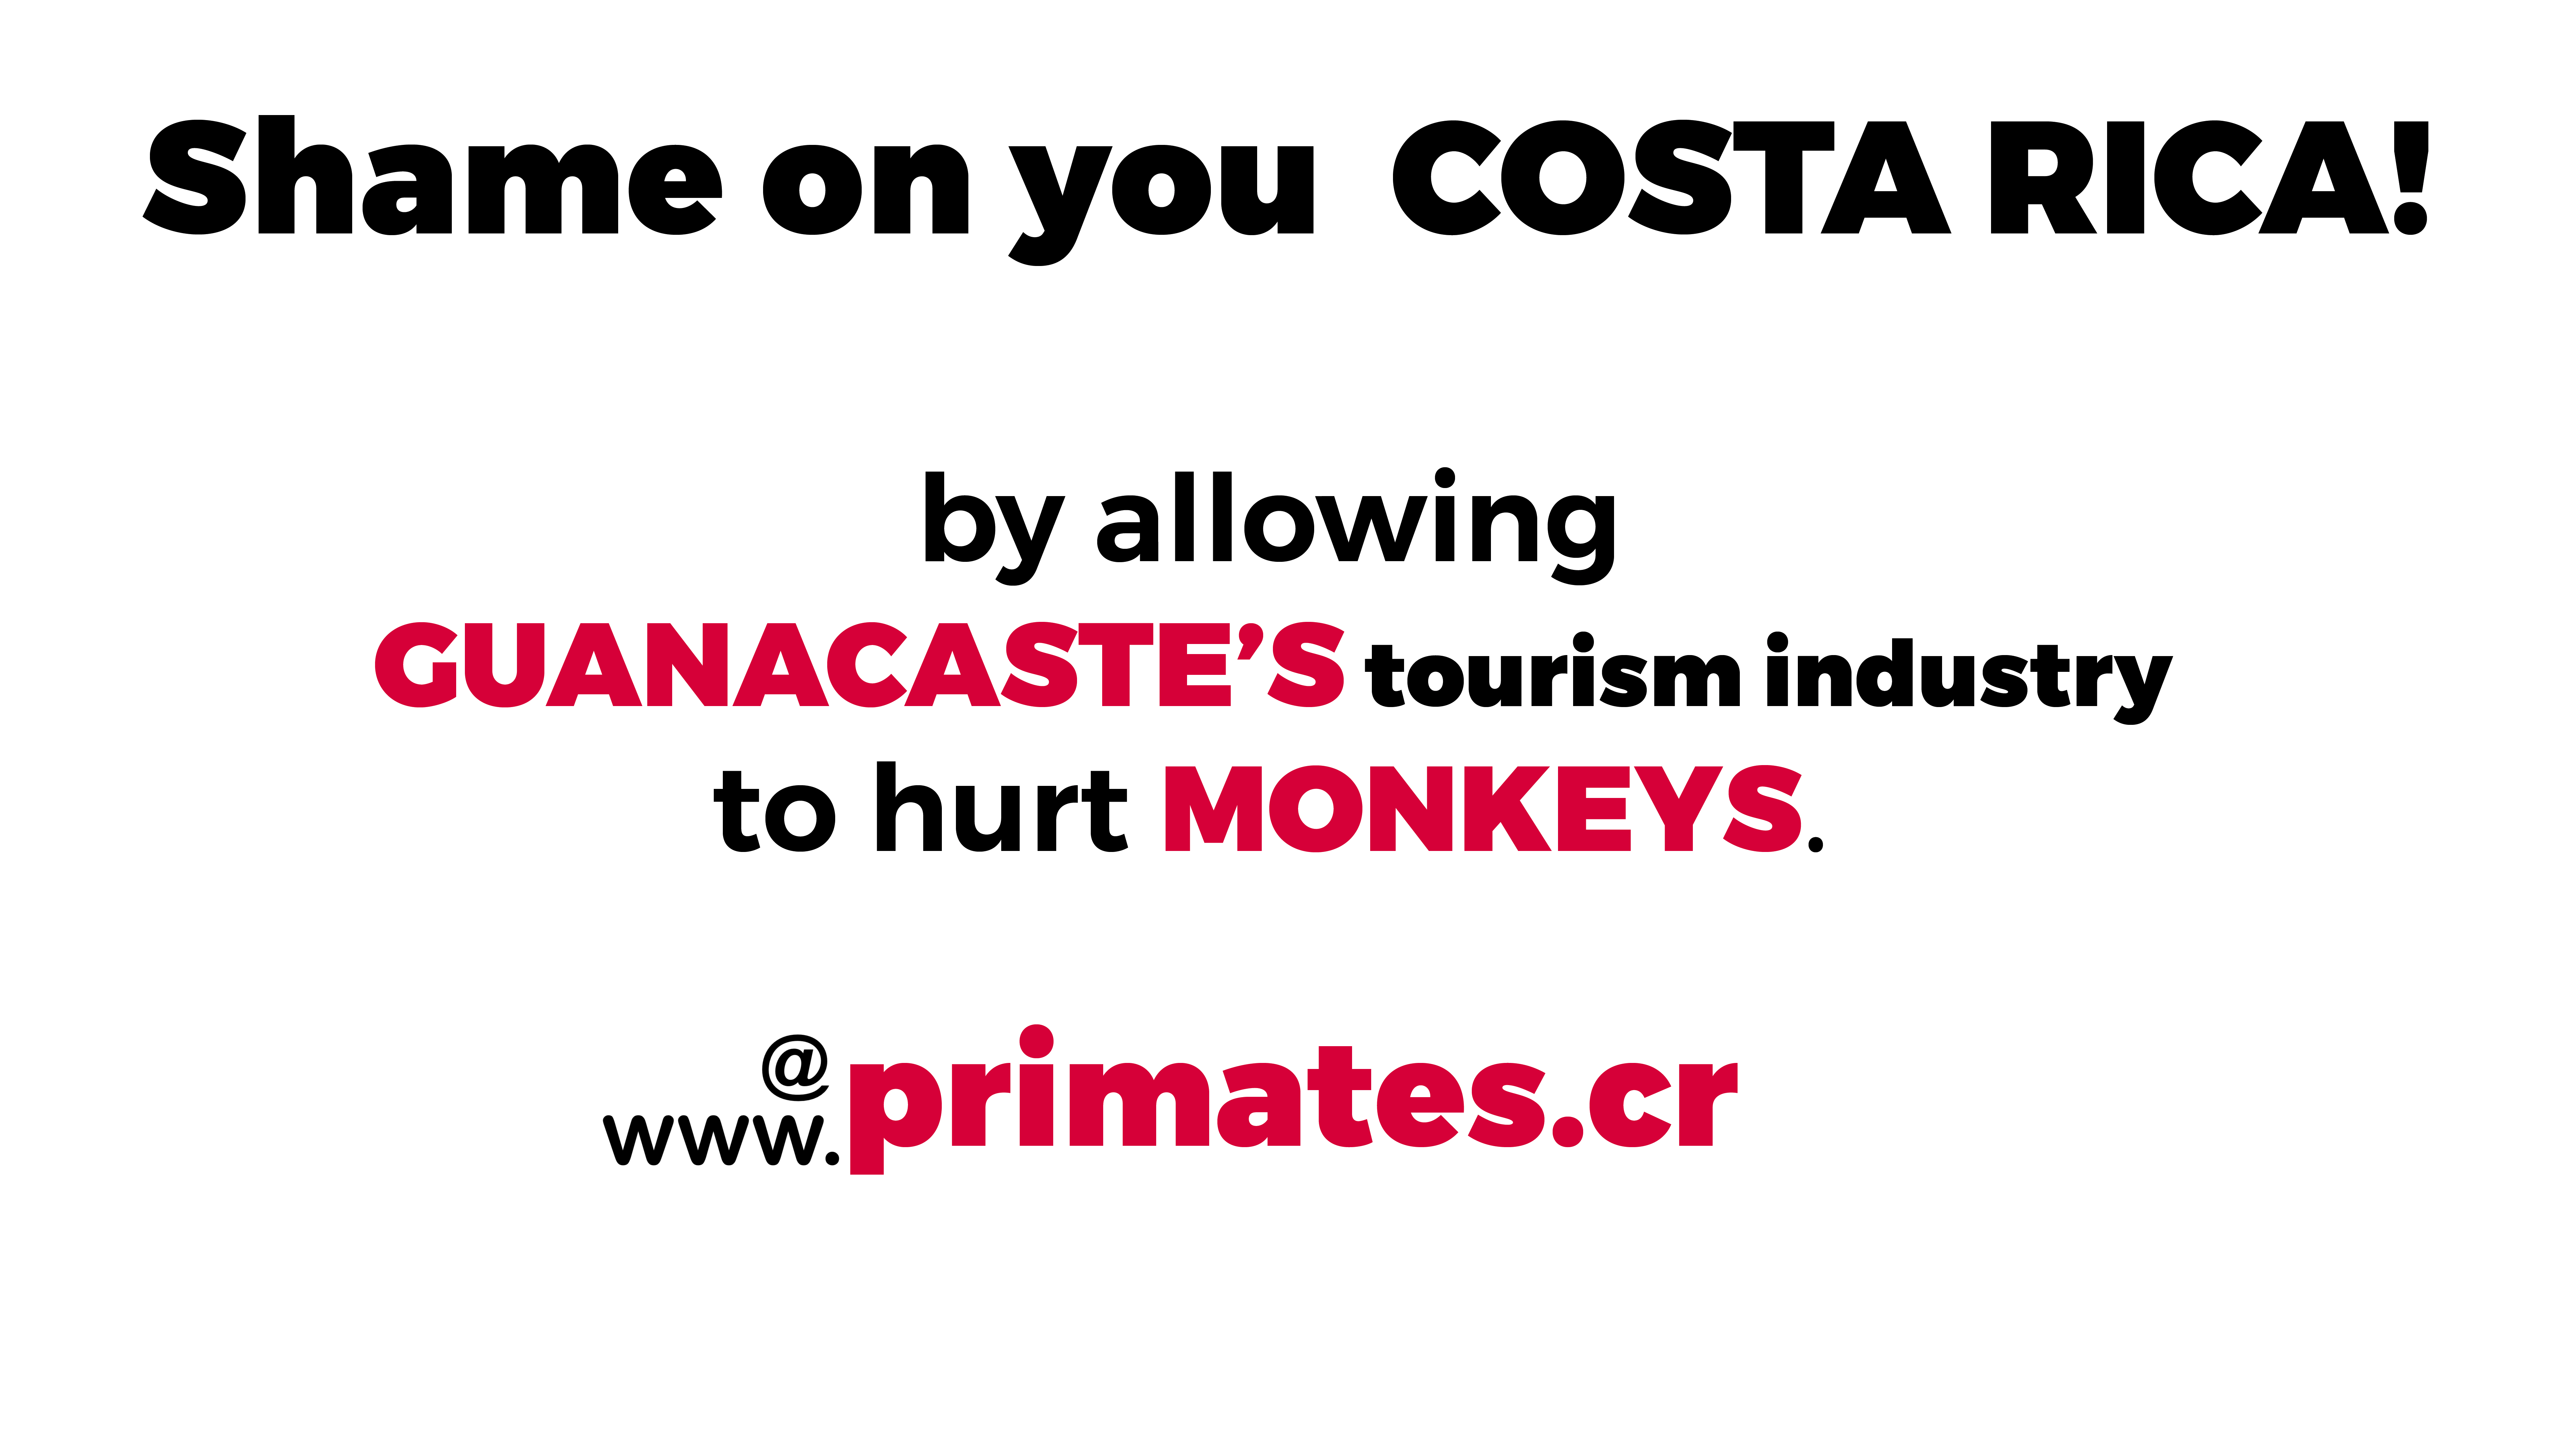 Shame on you COSTA RICA!
by allowing
GUANACASTE’S tourism industry
to hurt MONKEYS.
@
www.primates.cr